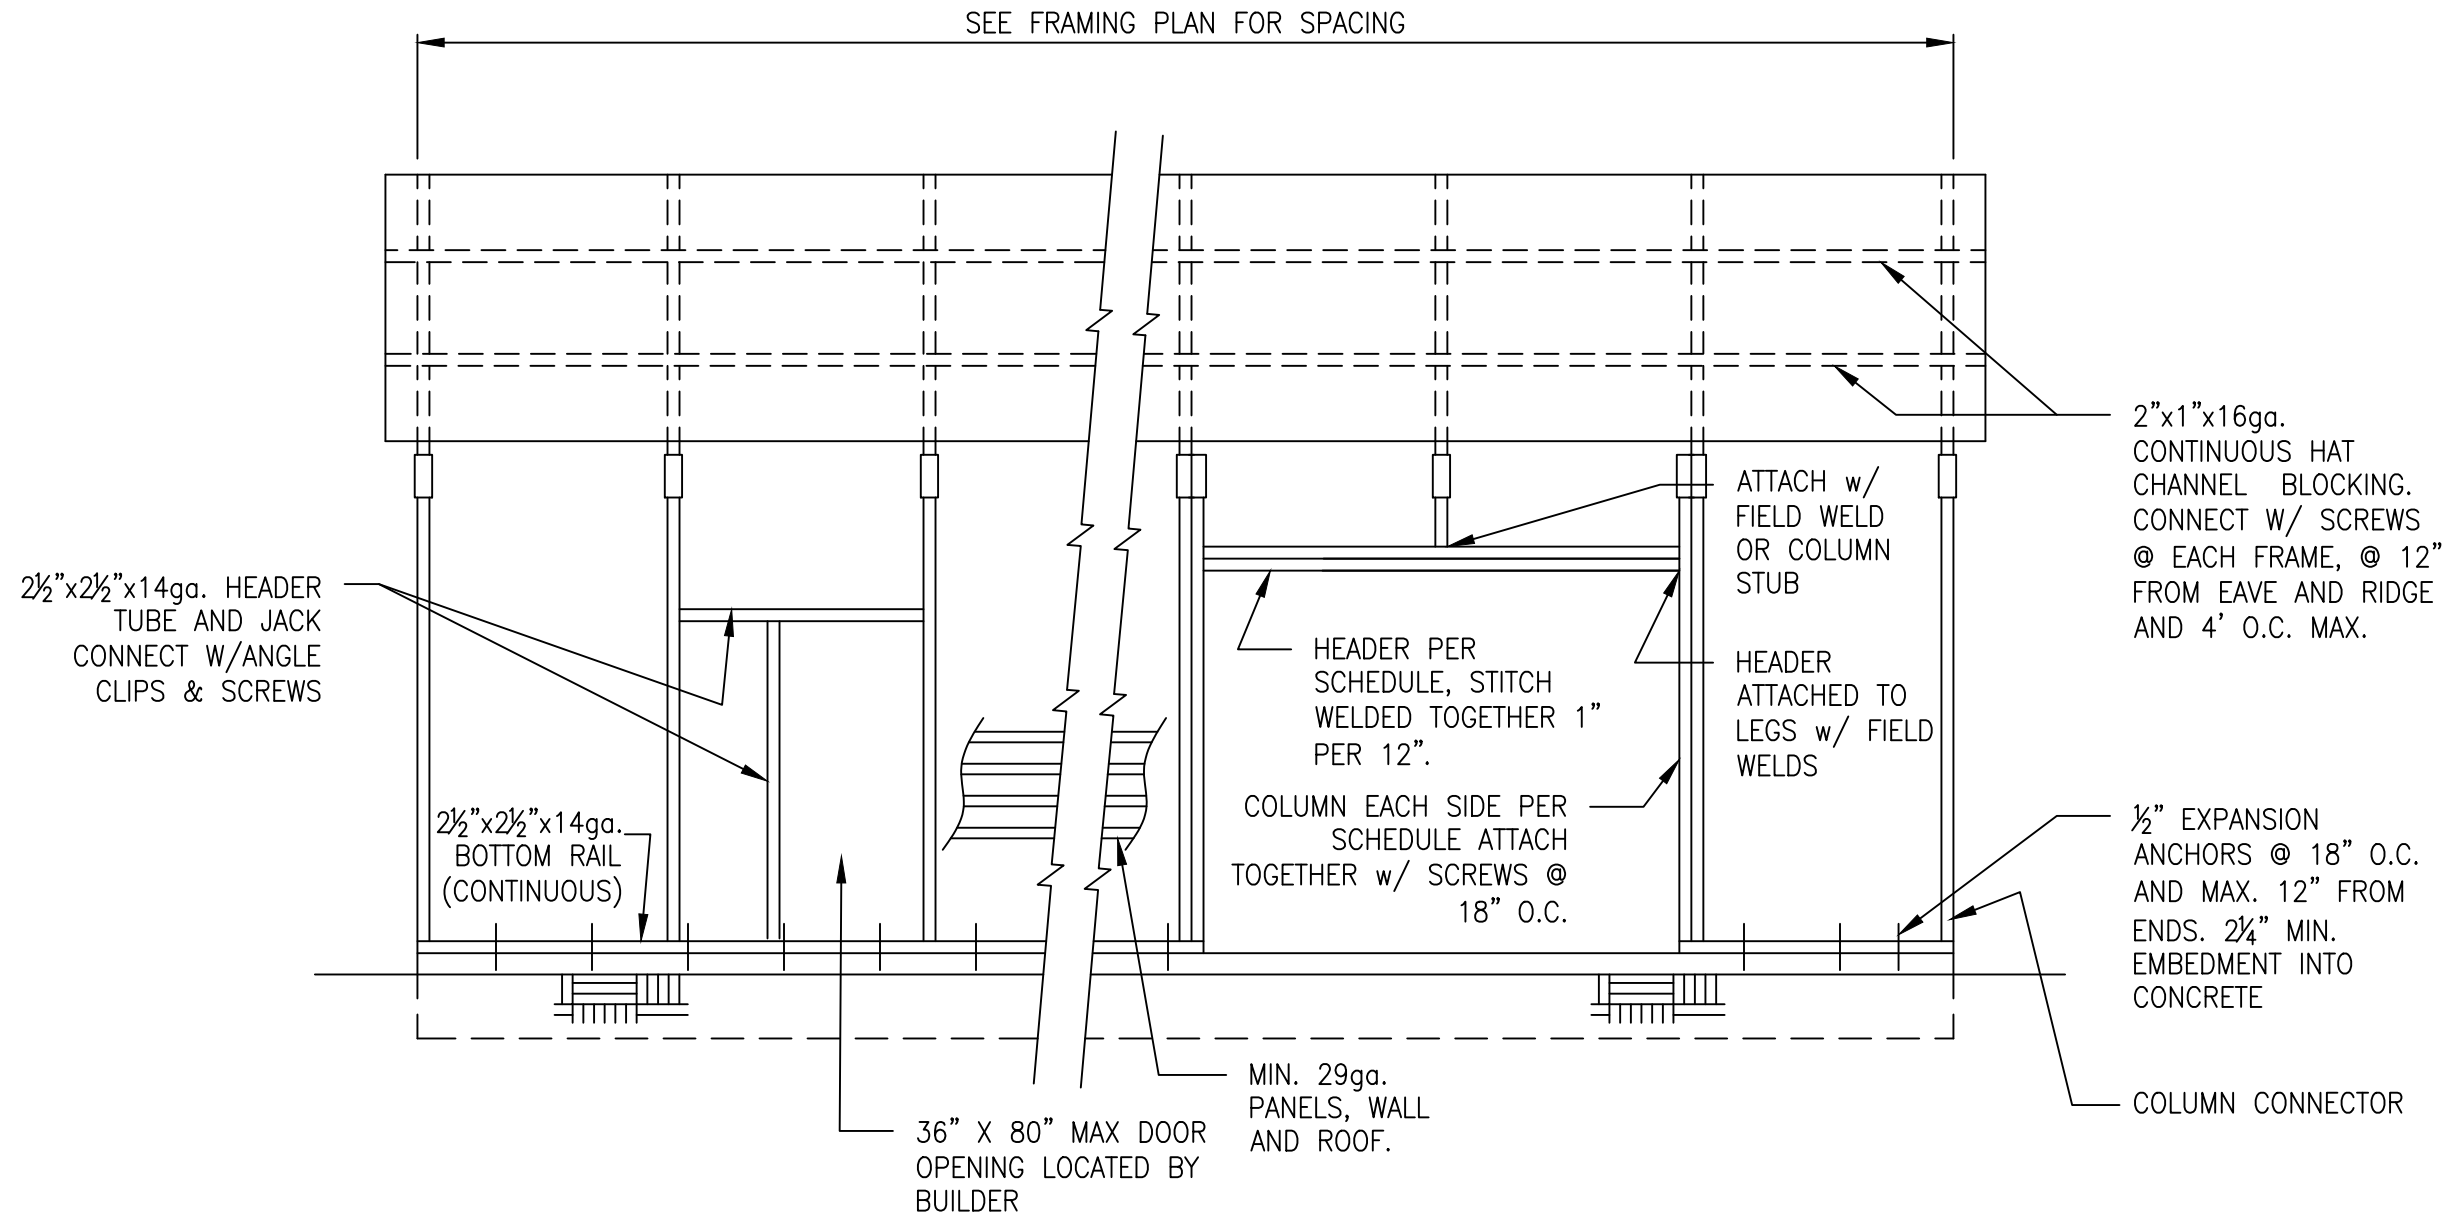 SEE FRAMING PLAN FOR SPACING
2"x1"x16ga.
CONTINUOUS HAT
CHANNEL BLOCKING.
CONNECT W/ SCREWS
@ EACH FRAME, @ 12"
FROM EAVE AND RIDGE
AND 4' O.C. MAX.
ATTACH w/
FIELD WELD
OR COLUMN
STUB
2½"x2½"x14ga. HEADER
TUBE AND JACK
CONNECT W/ANGLE
CLIPS & SCREWS
HEADER PER
SCHEDULE, STITCH
WELDED TOGETHER 1"
PER 12".
HEADER
ATTACHED TO
LEGS w/ FIELD
WELDS
COLUMN EACH SIDE PER
SCHEDULE ATTACH
TOGETHER w/ SCREWS @
18" O.C.
2½"x2½"x14ga.
BOTTOM RAIL
(CONTINUOUS)
½" EXPANSION
ANCHORS @ 18" O.C.
AND MAX. 12" FROM
ENDS. 2¼" MIN.
EMBEDMENT INTO
CONCRETE
MIN. 29ga.
PANELS, WALL
AND ROOF.
COLUMN CONNECTOR
36" X 80" MAX DOOR
OPENING LOCATED BY
BUILDER